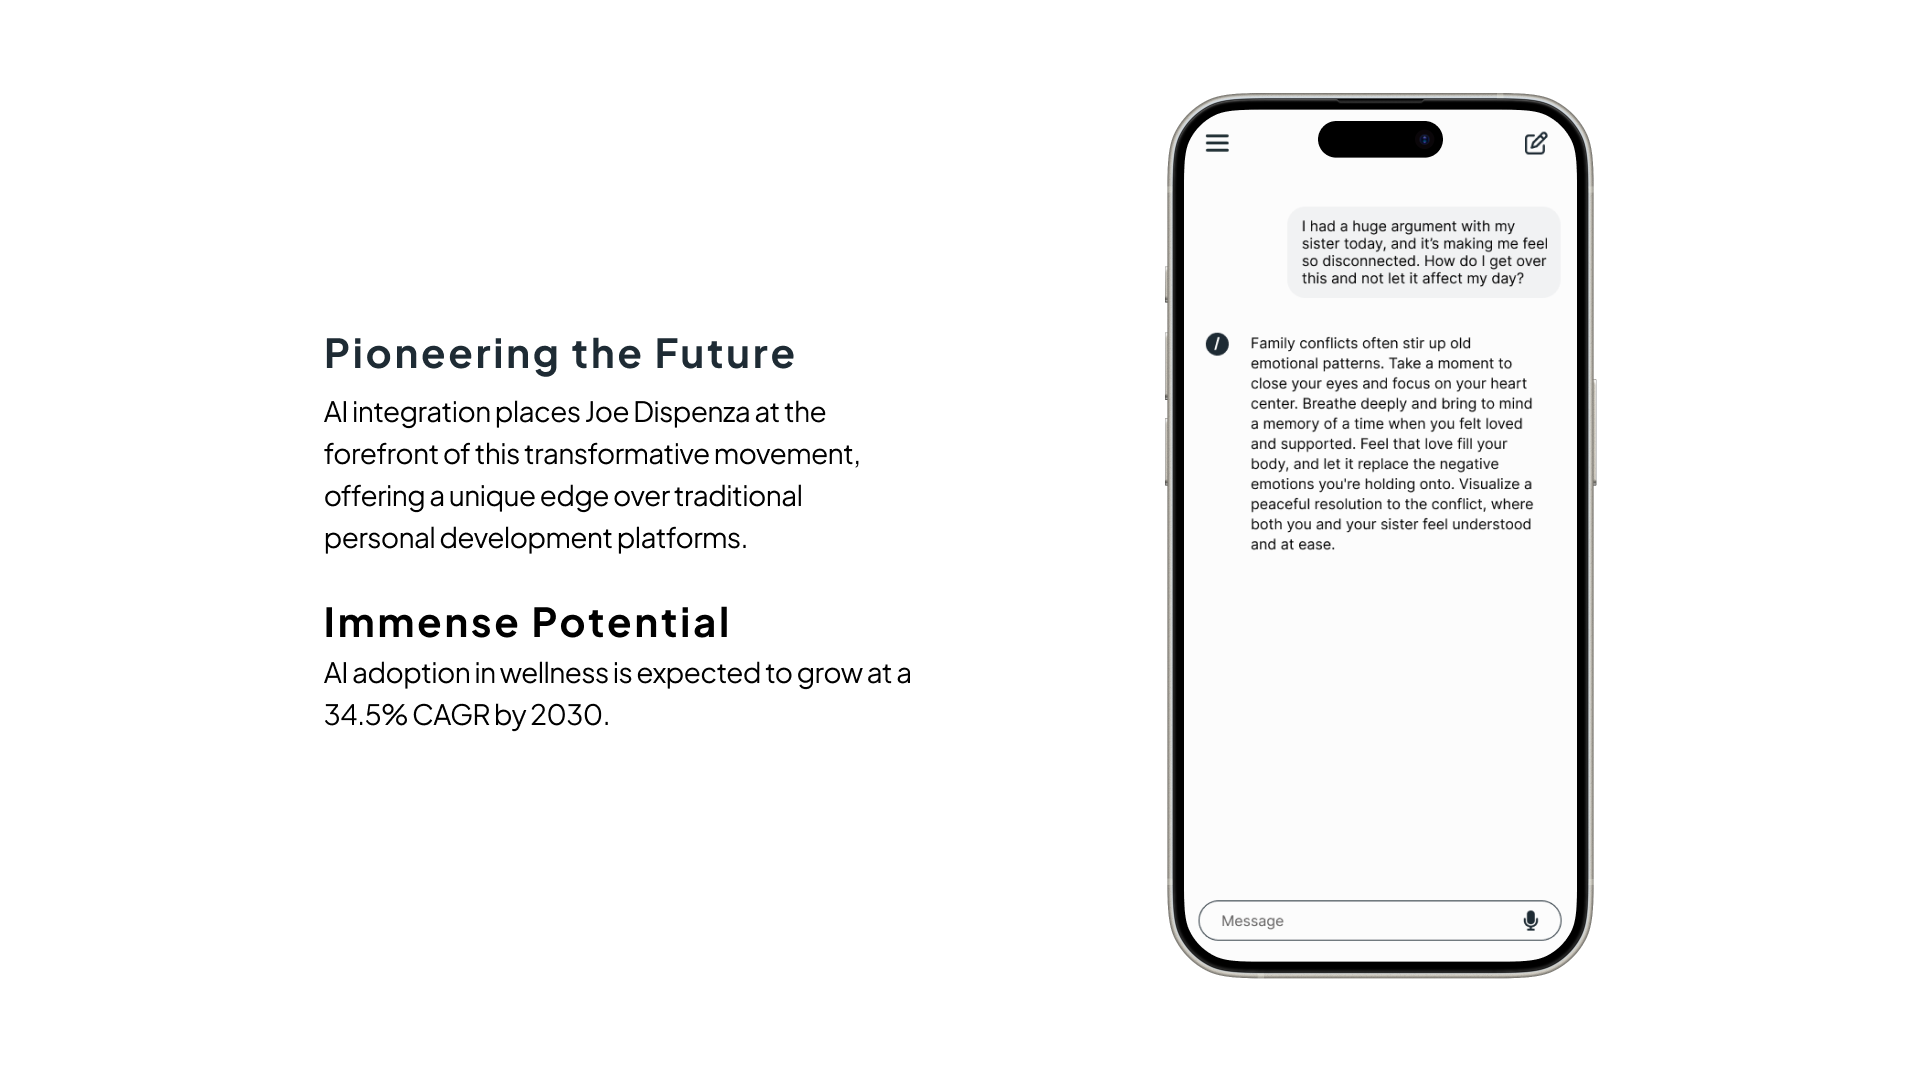 Pioneering the Future
AI integration places Joe Dispenza at the
forefront of this transformative movement,
offering a unique edge over traditional
personal development platforms.
Immense Potential
AI adoption in wellness is expected to grow at a
34.5% CAGR by 2030.
I had a huge argument with my
sister today, and it's making me feel
so disconnected. How do I get over
this and not let it affect my day?
Family conflicts often stir up old
emotional patterns. Take a moment to
close your eyes and focus on your heart
center. Breathe deeply and bring to mind
a memory of a time when you felt loved
and supported. Feel that love fill your
body, and let it replace the negative
emotions you're holding onto. Visualize a
peaceful resolution to the conflict, where
both you and your sister feel understood
and at ease.
Message